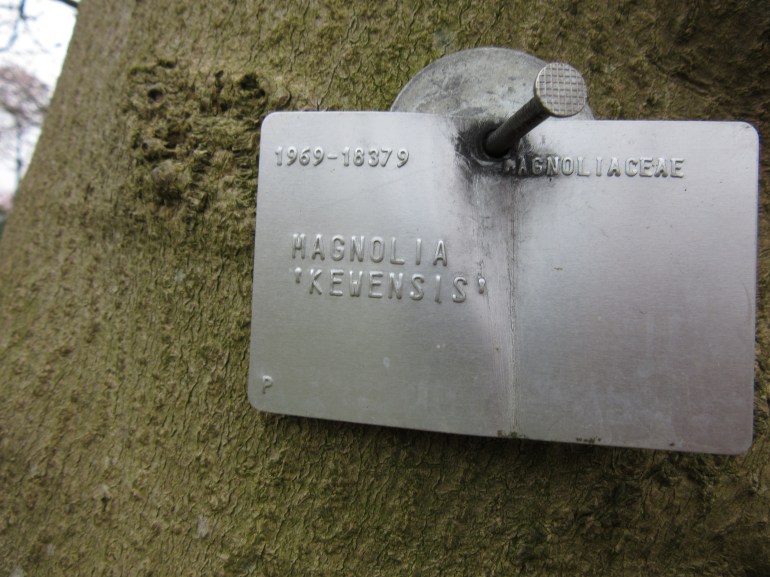 1969-18379 MAGNOLIACEAE
MAGNOLIA
'KEWENSIS'
P